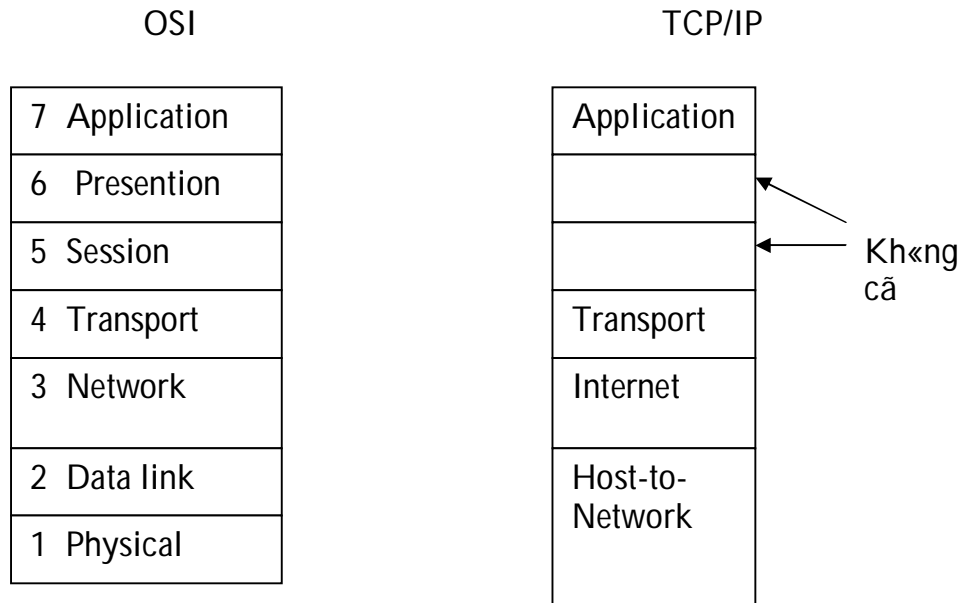 OSI
TCP/IP
7 Application
6 Presention
5 Session
4 Transport
3 Network
2 Data link
1 Physical
Application
Transport
Internet
Host-to-
Network
Kh«ng
cã